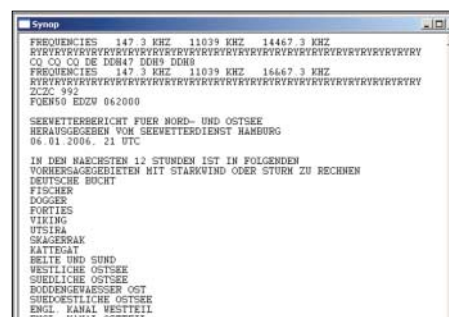 Synop
FREQUENCIES 147.3 KHZ 11039 KHZ 14467.3 KHZ
RYRYRYRYRYRYRYRYRYRYRYRYRYRYRYRYRYRYRYRYRYRYRYRYRYRYRYRYRYRYRYRY
CQ CQ CQ DE DDH47 DDH9 DDH8
FREQUENCIES 147.3 KHZ 11039 KHZ 16667.3 KHZ
RYRYRYRYRYRYRYRYRYRYRYRYRYRYRYRYRYRYRYRYRYRYRYRYRYRYRYRYRYRYRYRY
ZCZC 992
FQEN50 EDZW 062000
SEEWETTERBERICHT FUER NORD- UND OSTSEE
HERAUSGEGEBEN VOM SEEWETTERDIENST HAMBURG
06.01.2006, 21 UTC
IN DEN NAECHSTEN 12 STUNDEN IST IN FOLGENDEN
VORHERSAGEGEBIETEN MIT STARKWIND ODER STURM ZU RECHNEN
DEUTSCHE BUCHT
FISCHER
DOGGER
FORTIES
VIKING
UTSIRA
SKAGERRAK
KATTEGAT
BELTE UND SUND
WESTLICHE OSTSEE
SUEDLICHE OSTSEE
BODDENGEWAESSER OST
SUEDOESTLICHE OSTSEE
ENGL. KANAL WESTTEIL